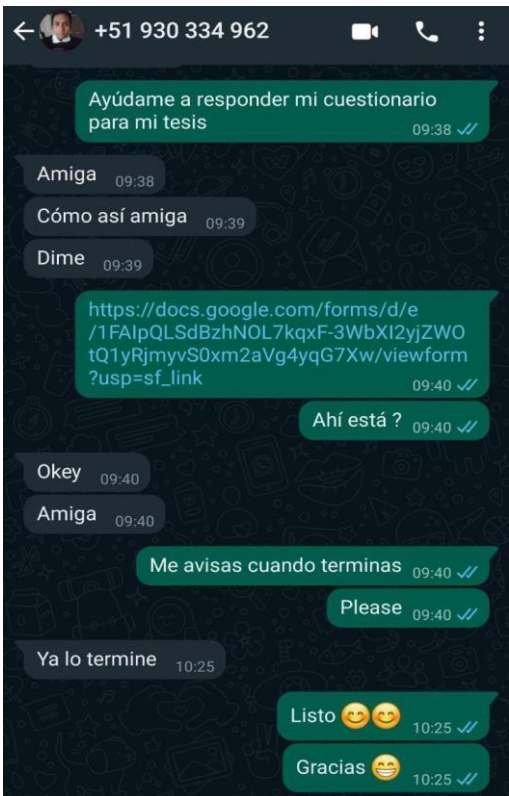 +51 930 334 962
Ayúdame a responder mi cuestionario
para mi tesis
09:38
Amiga 09:38
Cómo así amiga 09:39
Dime 09:39
https://docs.google.com/forms/d/e
/1FAIpQLSdBzhNOL7kqxF-3WbXI2yjZWO
tQ1yRjmyvS0xm2aVg4yqG7Xw/viewform
?usp=sf_link
09:40
Ahí está ? 09:40
Okey 09:40
Amiga 09:40
Me avisas cuando terminas 09:40
Please 09:40
Ya lo termine 10:25
Listo 😊😊 10:25
Gracias 😁 10:25